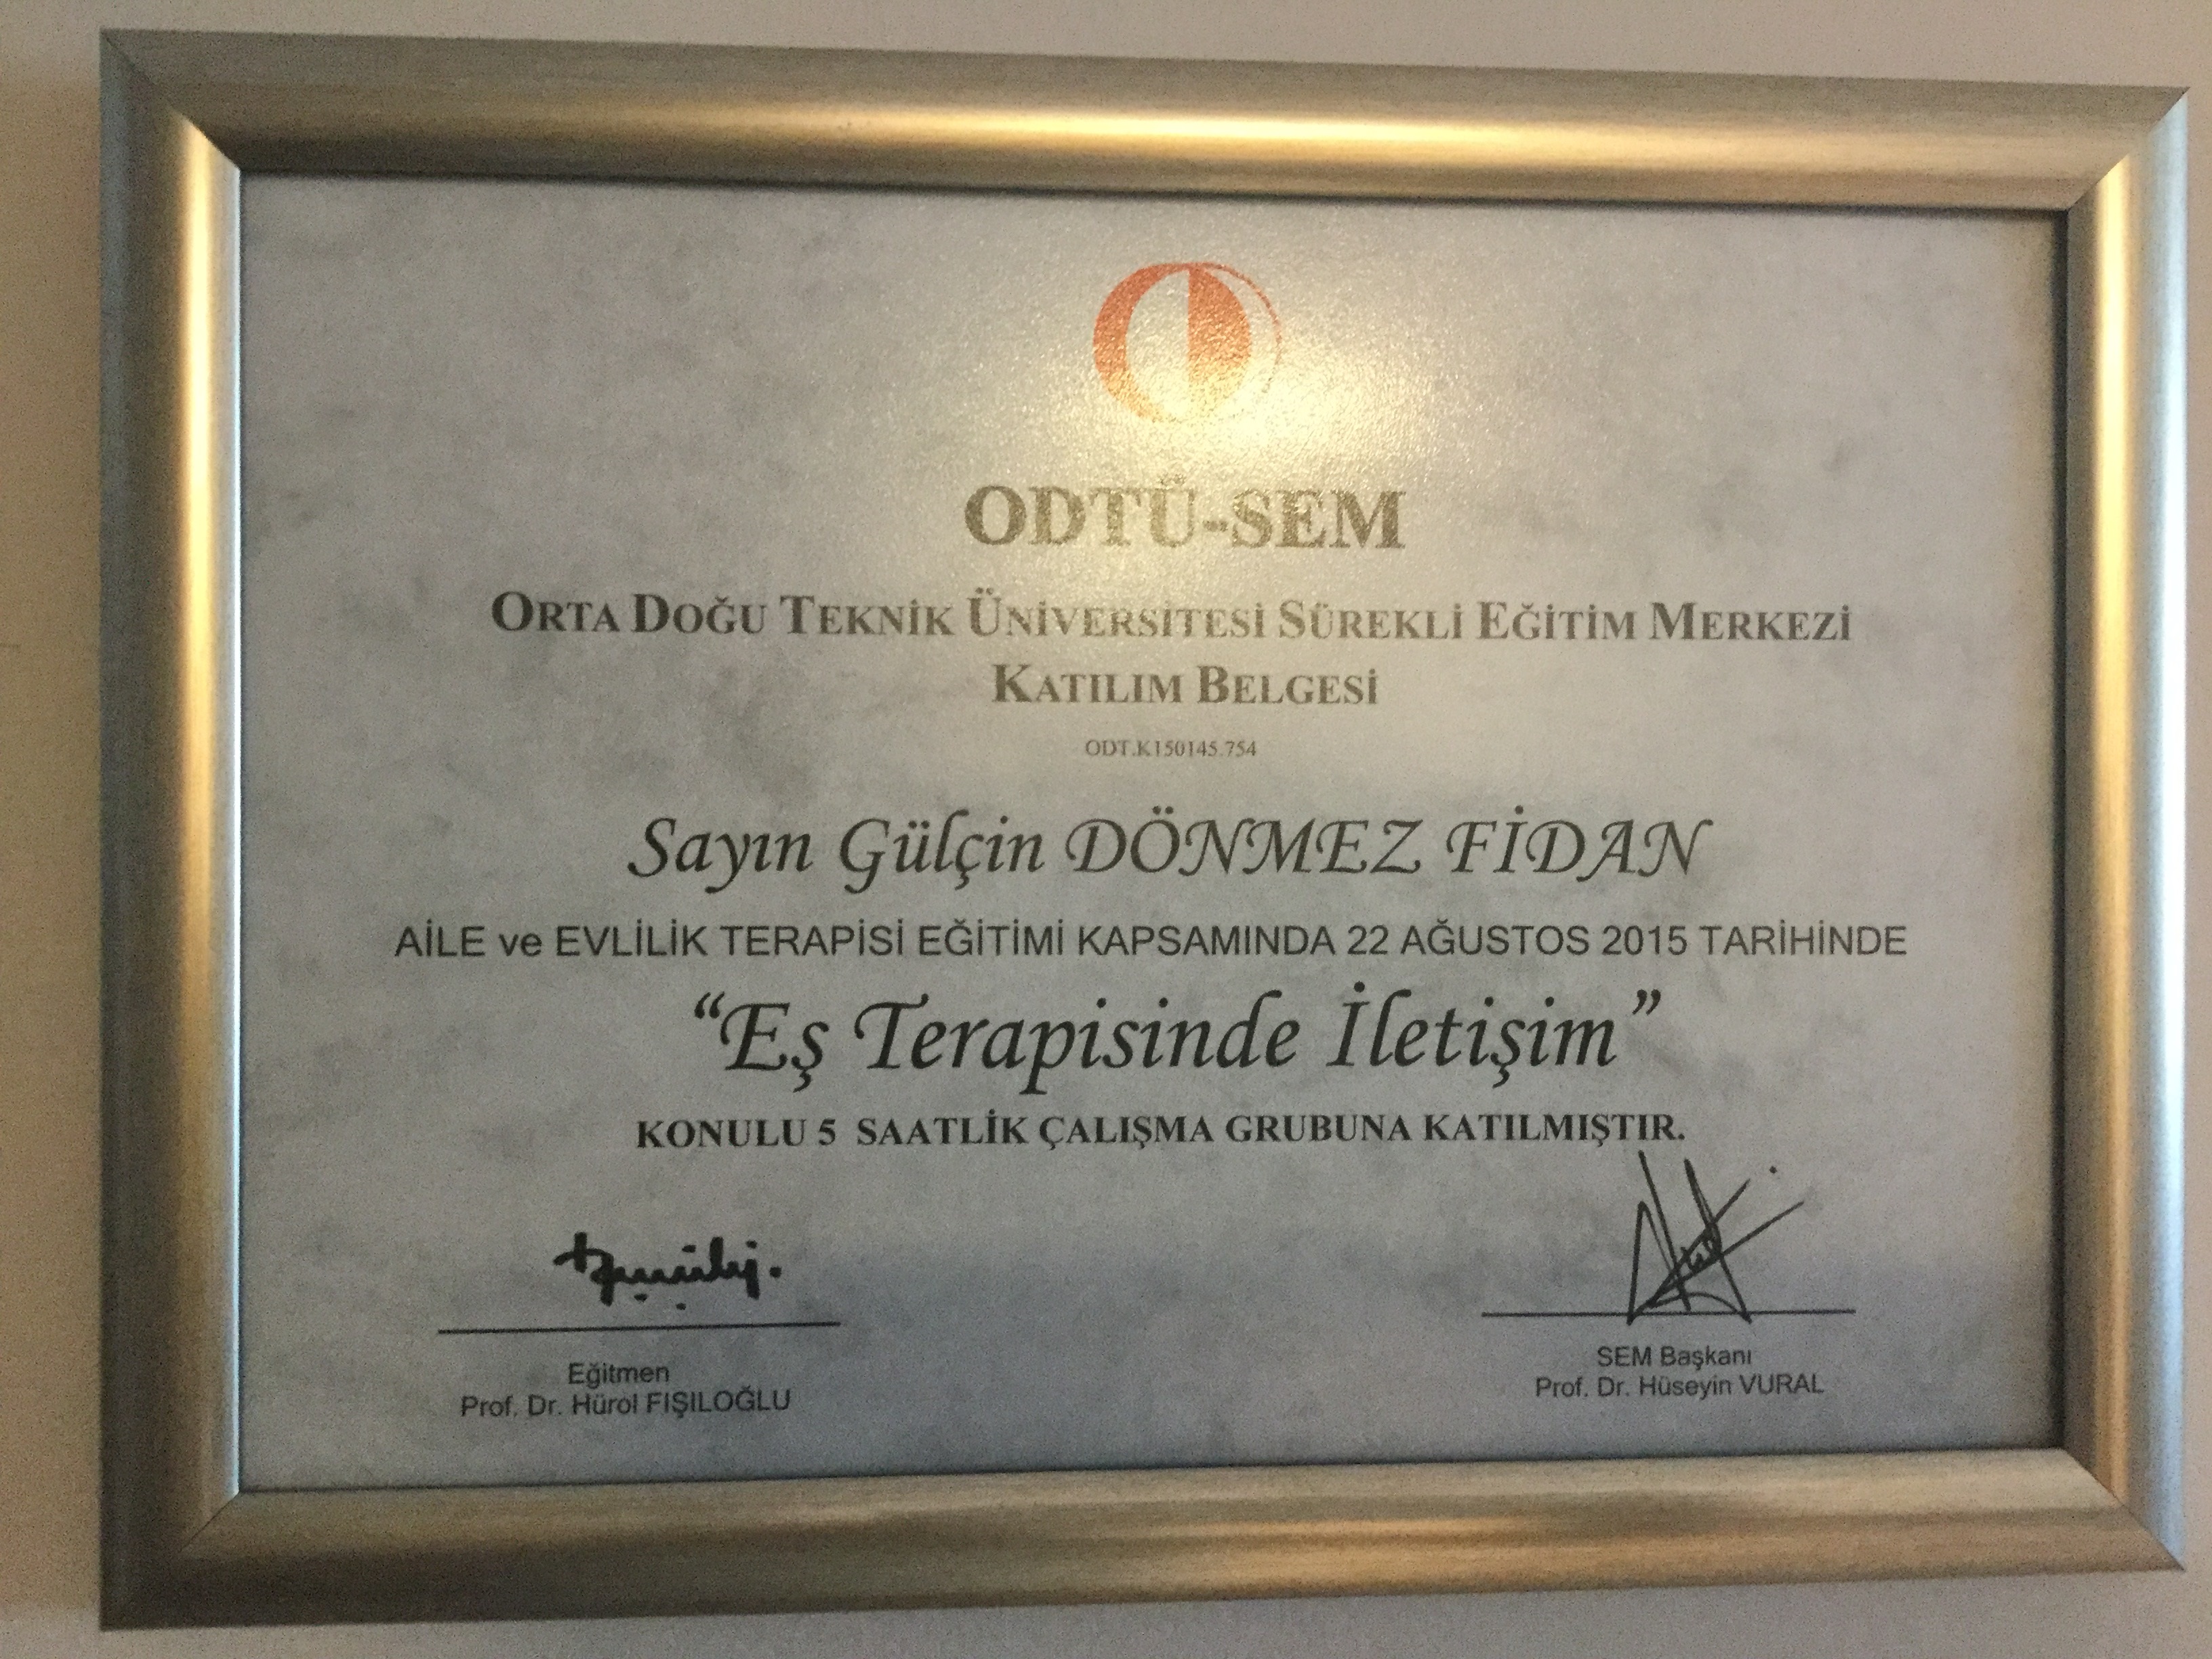 ODTÜ-SEM
ORTA DOĞU TEKNİK ÜNİVERSİTESİ SÜREKLİ EĞİTİM MERKEZİ
KATILIM BELGESİ
ODT.K150145.754
Sayın Gülçin DÖNMEZ FİDAN
AİLE ve EVLİLİK TERAPİSİ EĞİTİMİ KAPSAMINDA 22 AĞUSTOS 2015 TARİHİNDE
“Eş Terapisinde İletişim”
KONULU 5 SAATLİK ÇALIŞMA GRUBUNA KATILMIŞTIR.
Eğitmen
Prof. Dr. Hürol FIŞILOĞLU
SEM Başkanı
Prof. Dr. Hüseyin VURAL